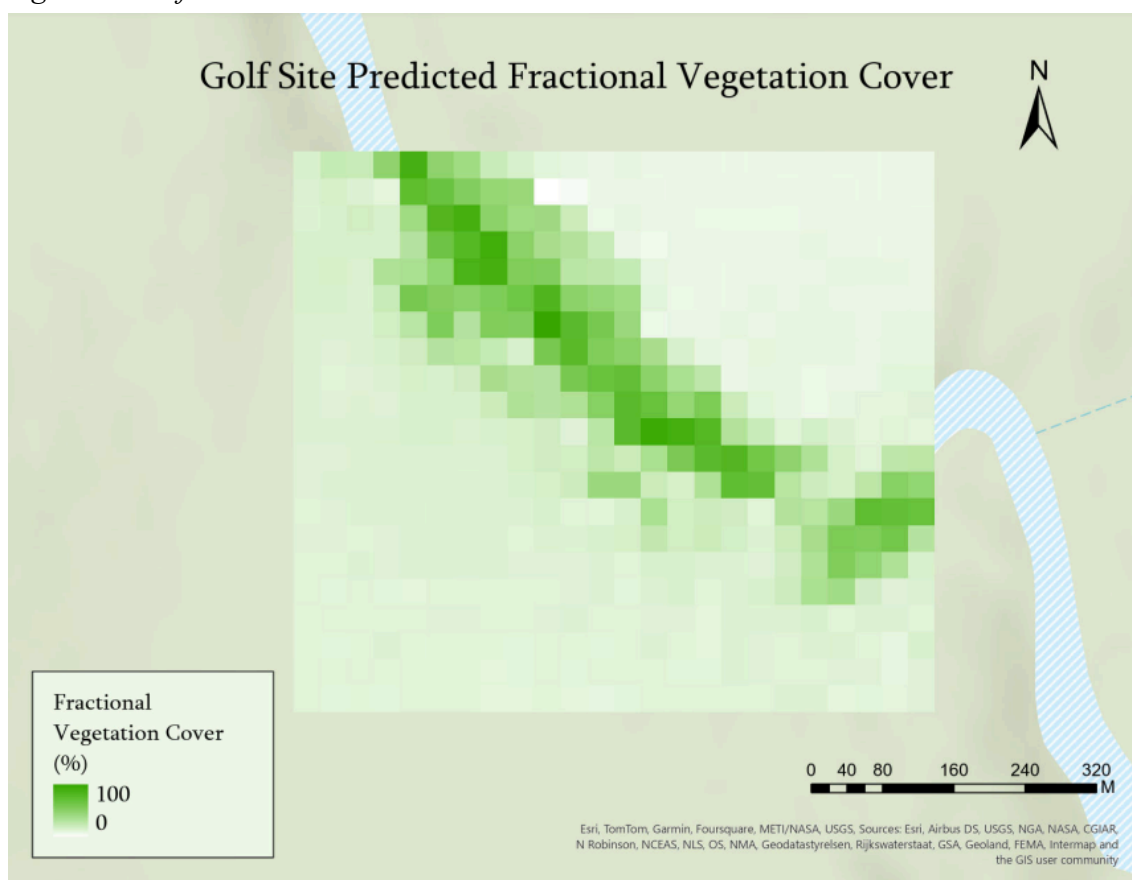 Golf Site Predicted Fractional Vegetation Cover
N
Fractional
Vegetation Cover
(%)
100
0
0 40 80 160 240 320
M
Esri, TomTom, Garmin, Foursquare, METI/NASA, USGS, Sources: Esri, Airbus DS, USGS, NGA, NASA, CGIAR,
N Robinson, NCEAS, NLS, OS, NMA, Geodatastyrelsen, Rijkswaterstaat, GSA, Geoland, FEMA, Intermap and
the GIS user community